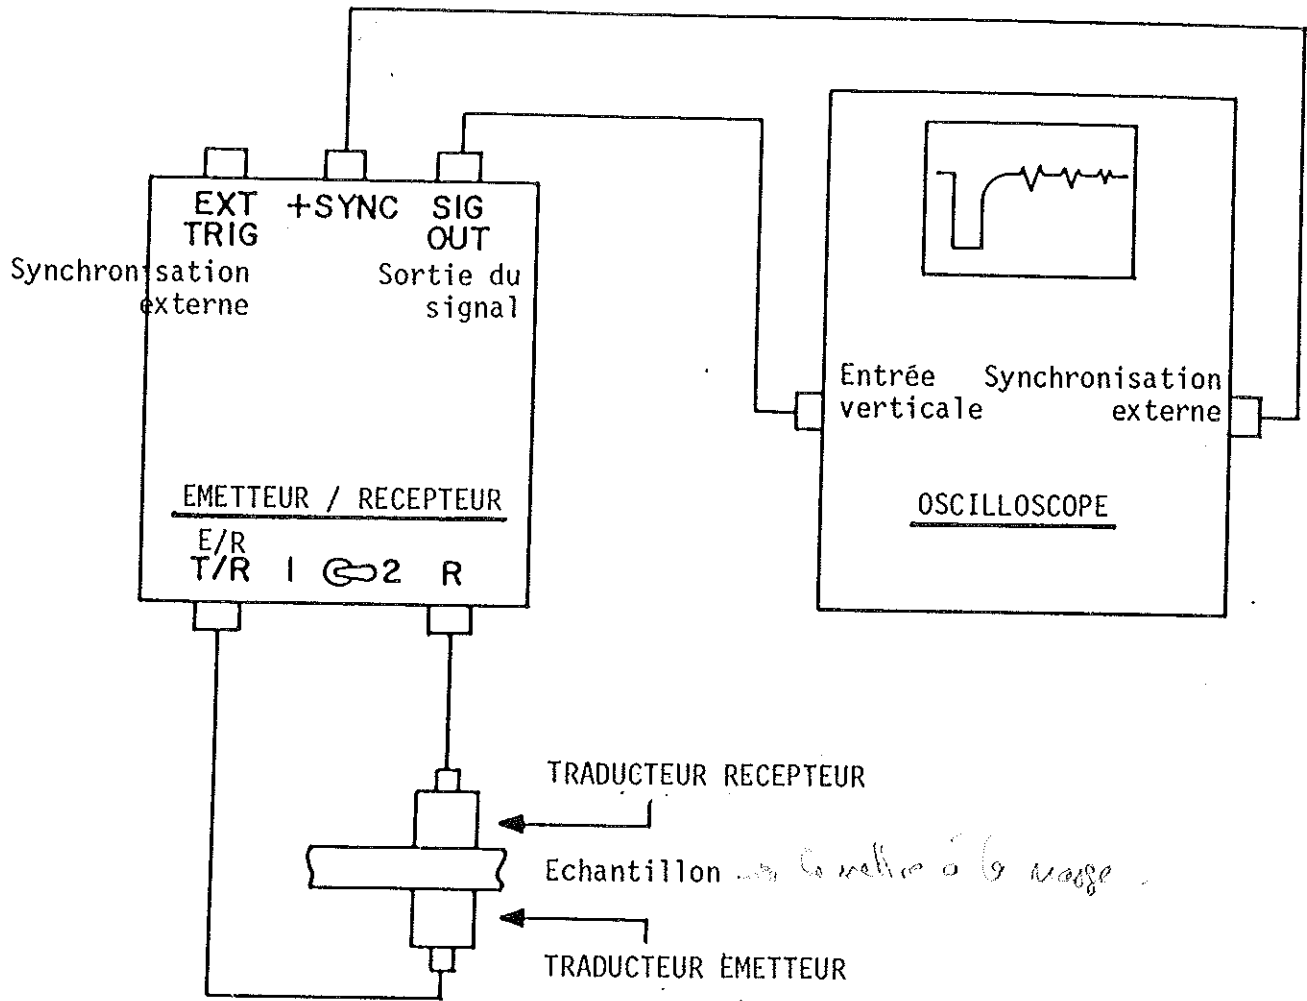 EXT +SYNC SIG
TRIG OUT
Synchronisation Sortie du
externe signal
Entrée Synchronisation
verticale externe
EMETTEUR / RECEPTEUR
OSCILLOSCOPE
E/R
T/R 1 2 R
TRADUCTEUR RECEPTEUR
Echantillon
TRADUCTEUR EMETTEUR